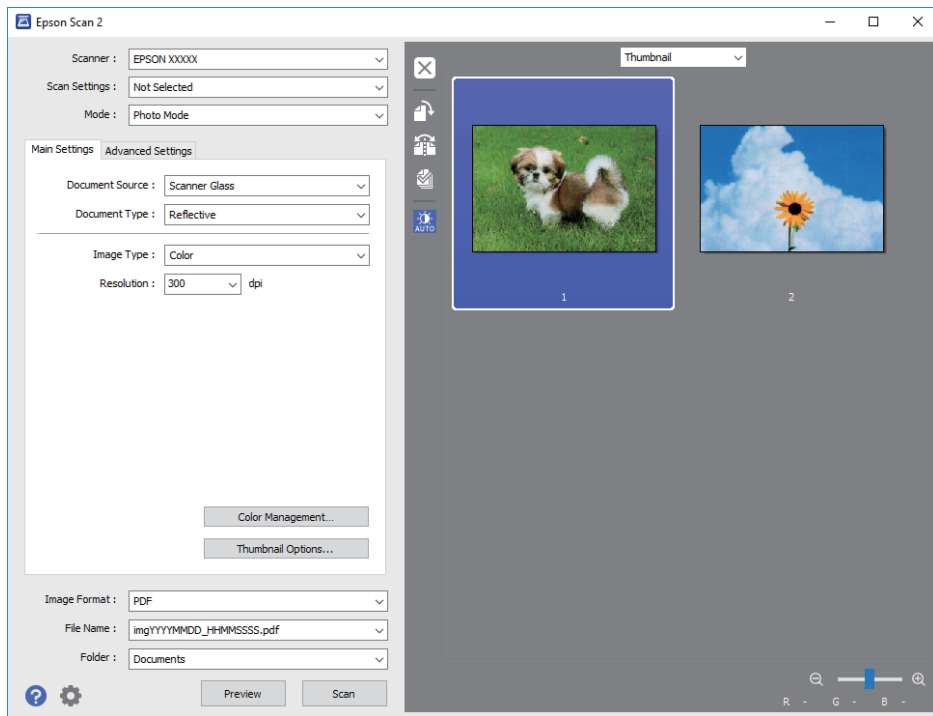 Epson Scan 2
Scanner : EPSON XXXXX
Scan Settings : Not Selected
Mode : Photo Mode
Main Settings Advanced Settings
Document Source : Scanner Glass
Document Type : Reflective
Image Type : Color
Resolution : 300 dpi
Color Management...
Thumbnail Options...
Image Format : PDF
File Name : imgYYYYMMDD_HHMMSSSS.pdf
Folder : Documents
? Preview Scan
Thumbnail
AUTO
1 2
R - G - B -